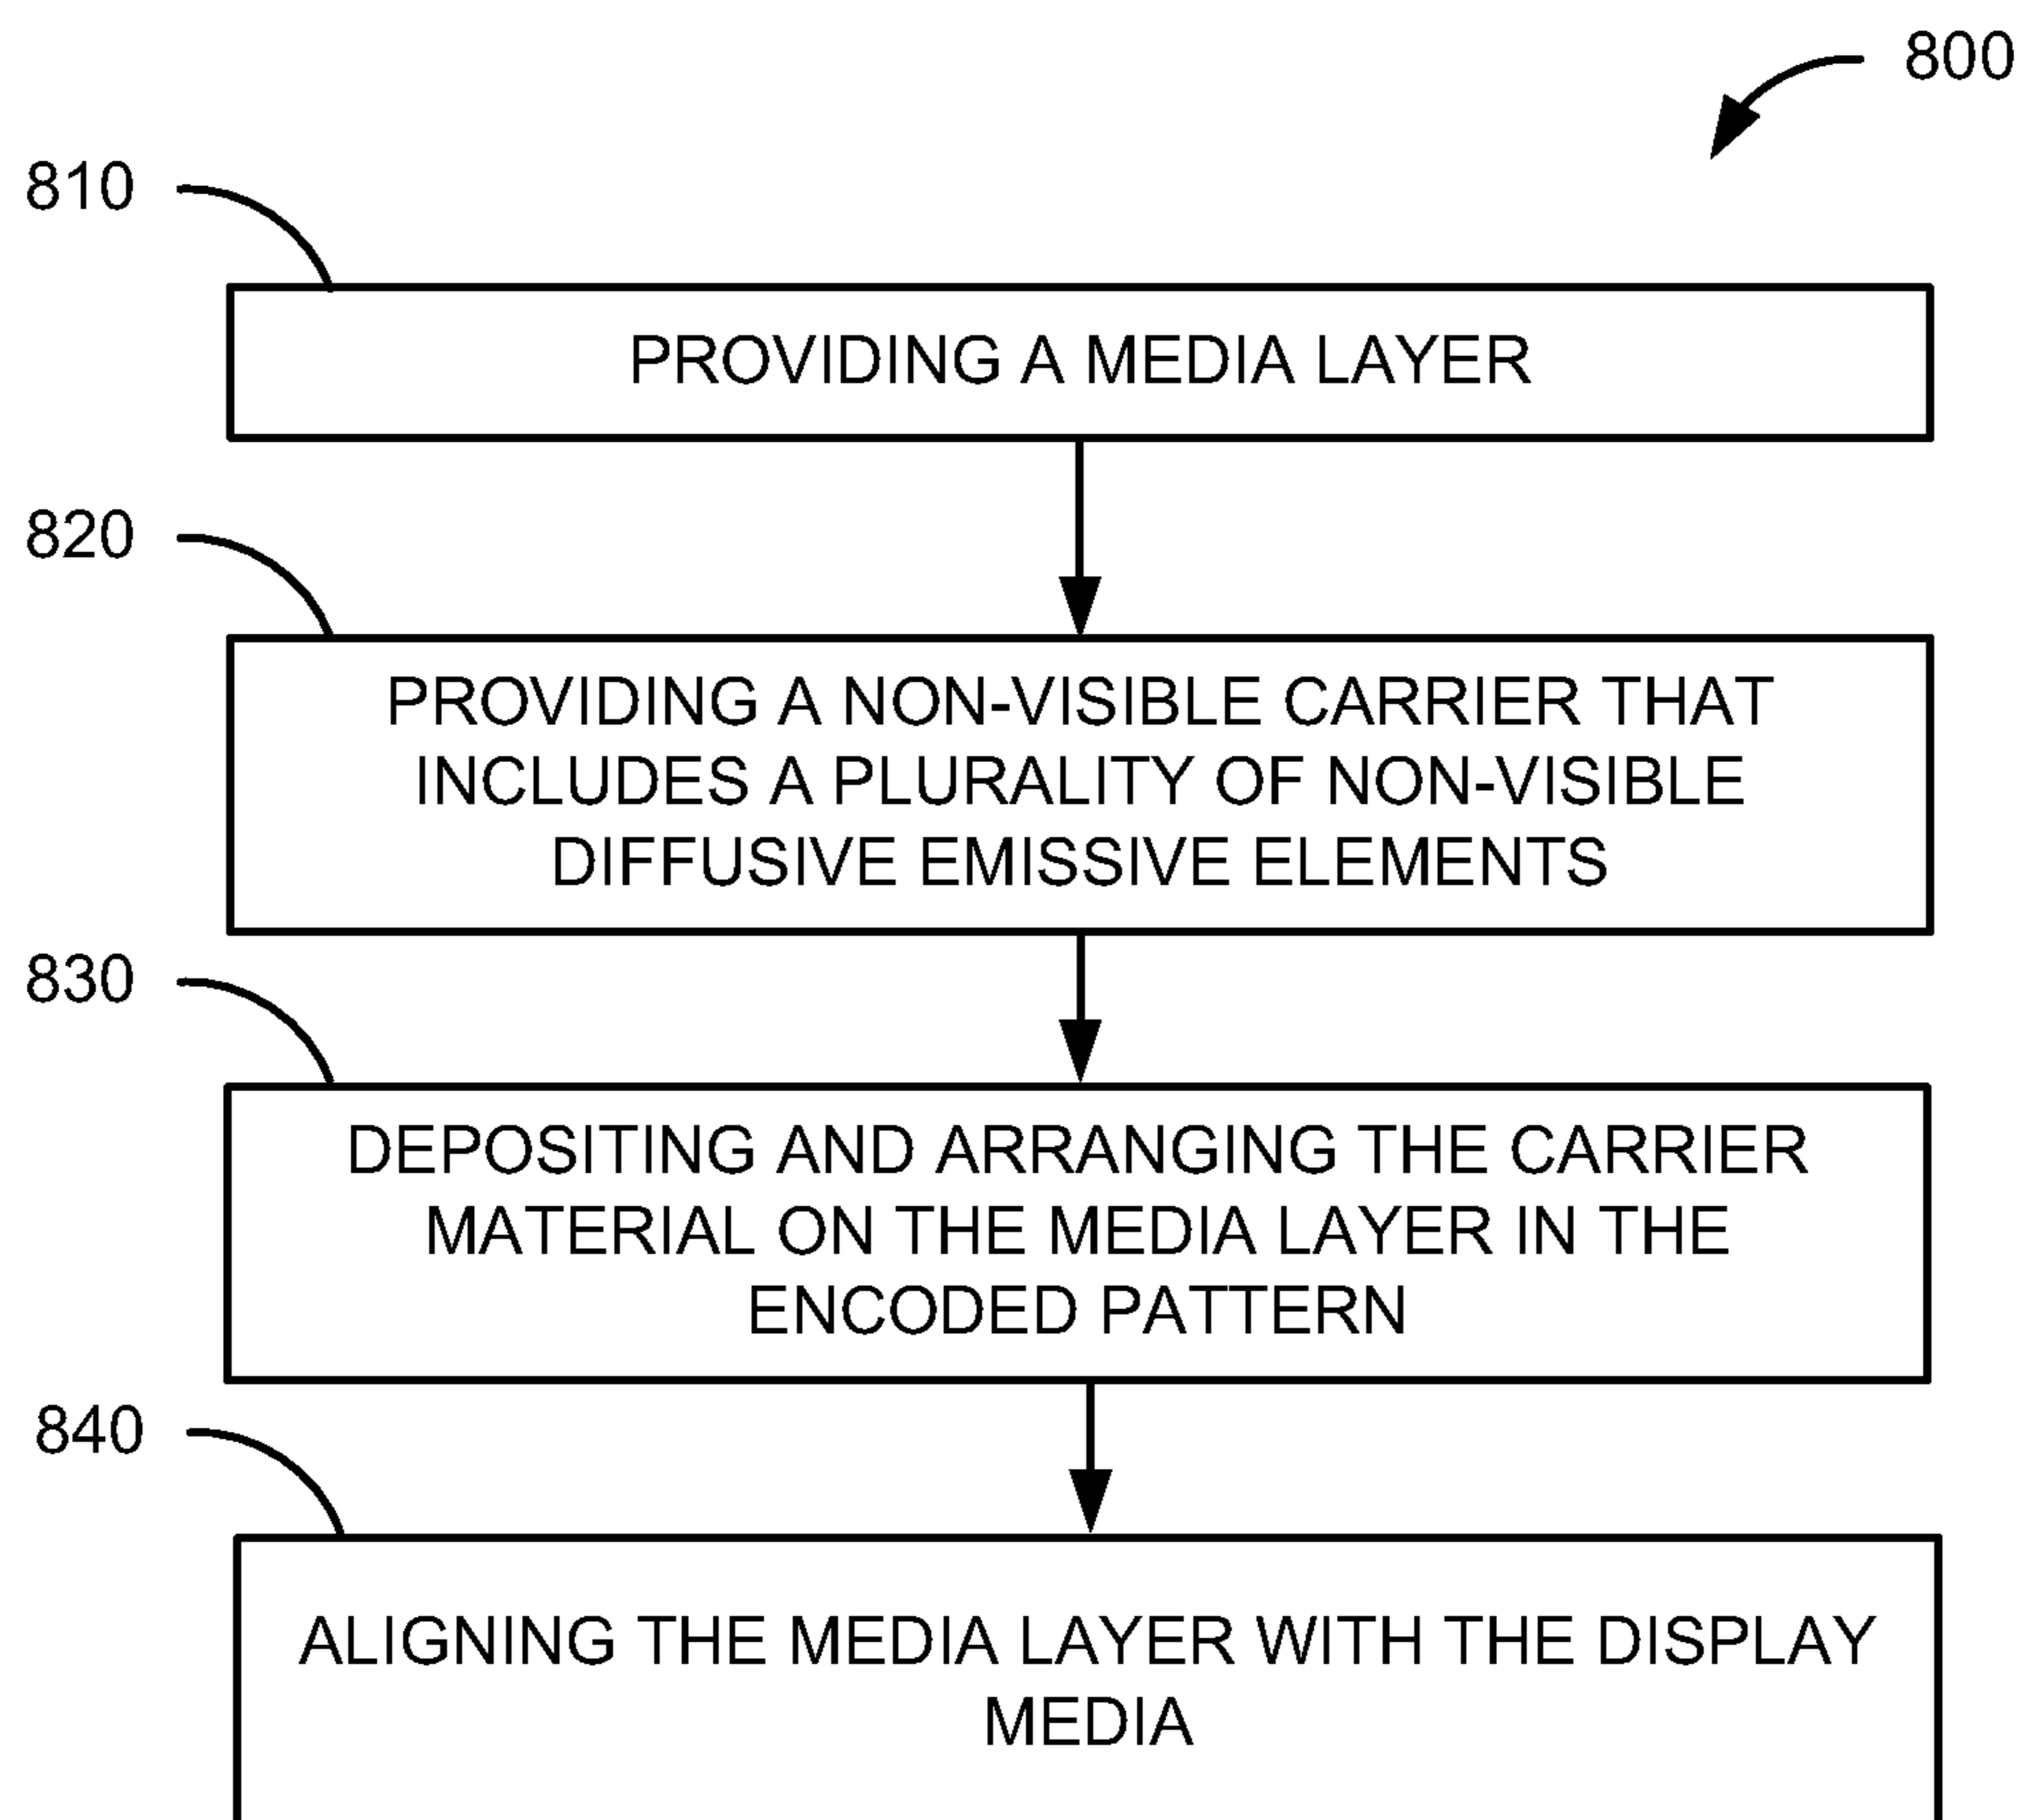 800
810
PROVIDING A MEDIA LAYER
820
PROVIDING A NON-VISIBLE CARRIER THAT
INCLUDES A PLURALITY OF NON-VISIBLE
DIFFUSIVE EMISSIVE ELEMENTS
830
DEPOSITING AND ARRANGING THE CARRIER
MATERIAL ON THE MEDIA LAYER IN THE
ENCODED PATTERN
840
ALIGNING THE MEDIA LAYER WITH THE DISPLAY
MEDIA